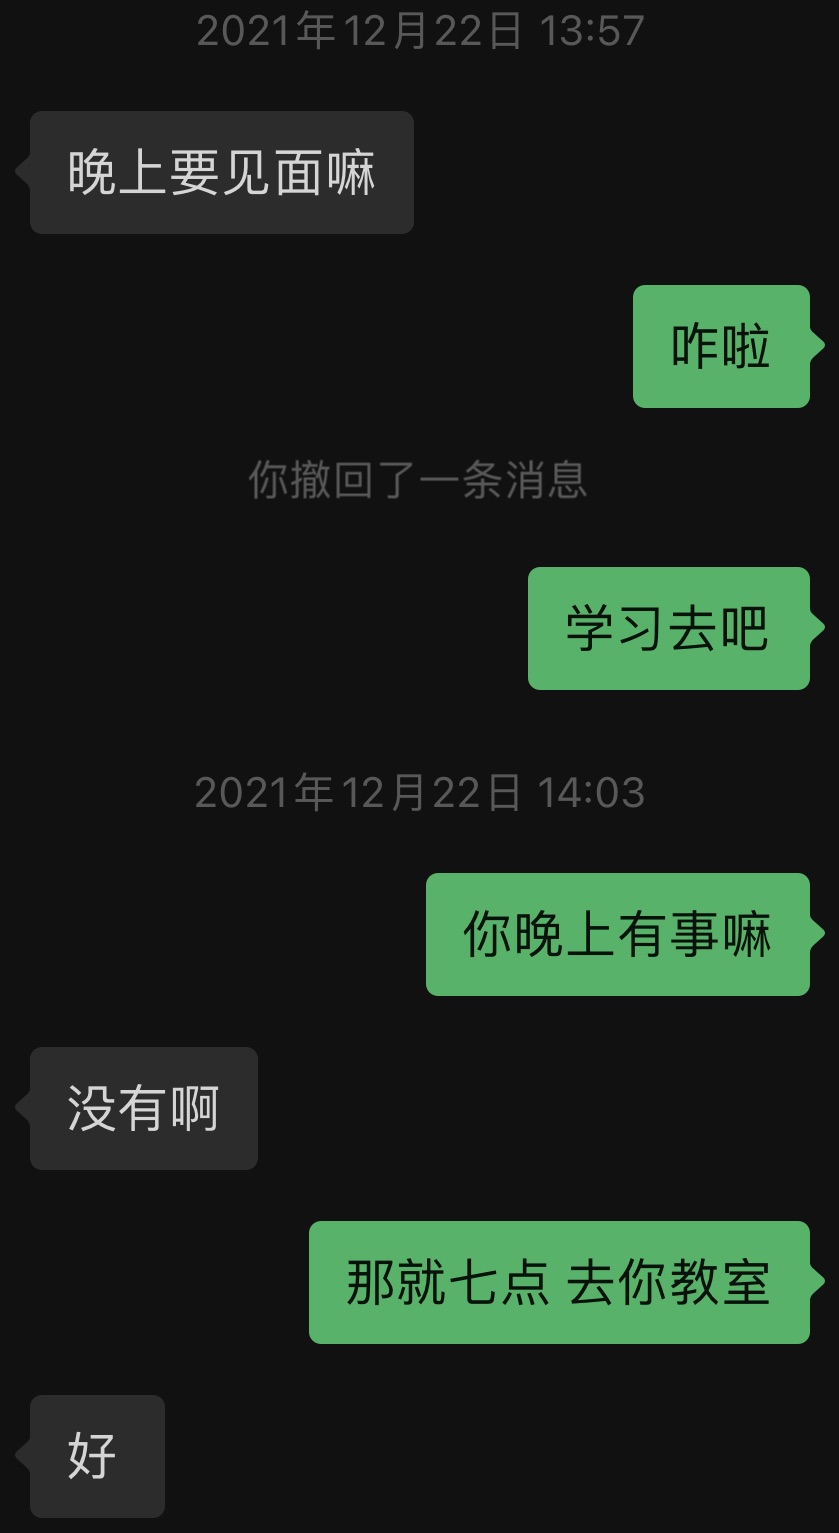 2021年12月22日 13:57
晚上要见面嘛
咋啦
你撤回了一条消息
学习去吧
2021年12月22日 14:03
你晚上有事嘛
没有啊
那就七点 去你教室
好